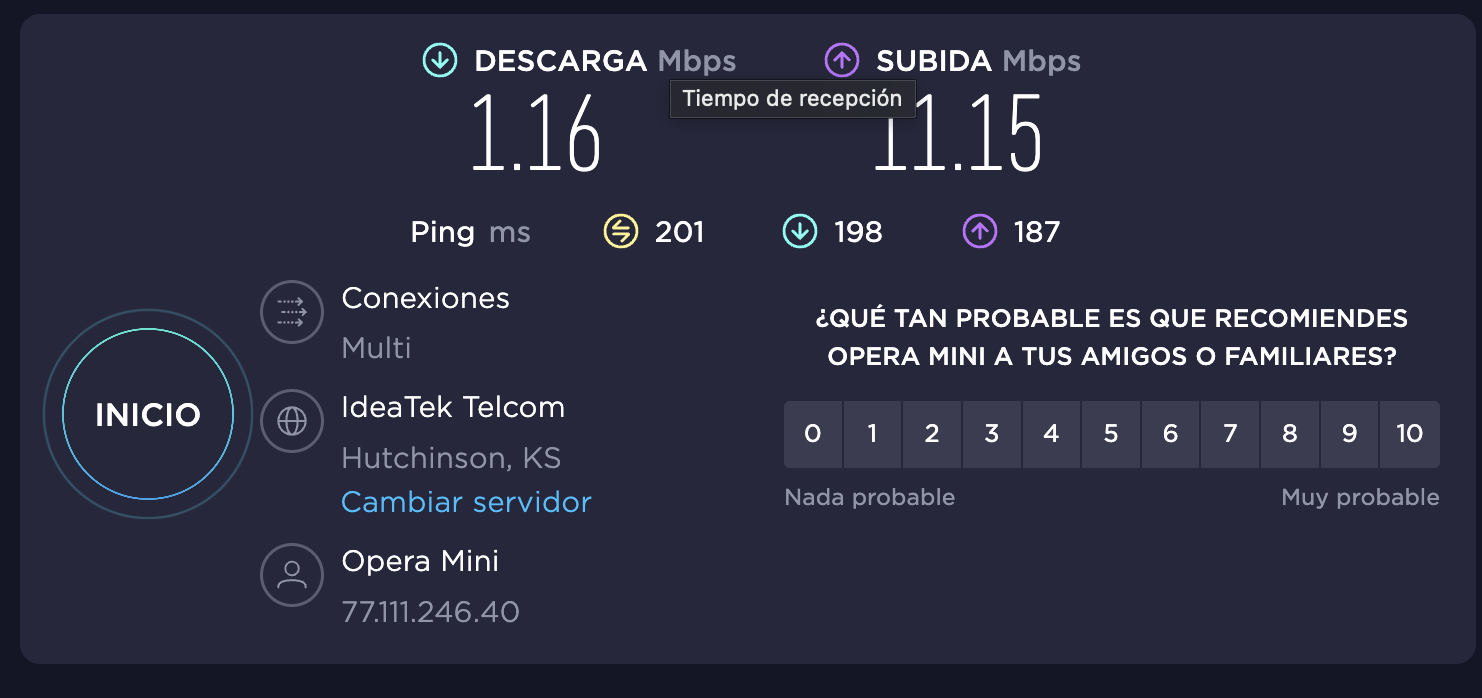 DESCARGA Mbps
SUBIDA Mbps
Tiempo de recepción
1.16
11.15
Ping ms
201
198
187
Conexiones
Multi
¿QUÉ TAN PROBABLE ES QUE RECOMIENDES
OPERA MINI A TUS AMIGOS O FAMILIARES?
INICIO
IdeaTek Telcom
Hutchinson, KS
Cambiar servidor
0 1 2 3 4 5 6 7 8 9 10
Nada probable
Muy probable
Opera Mini
77.111.246.40